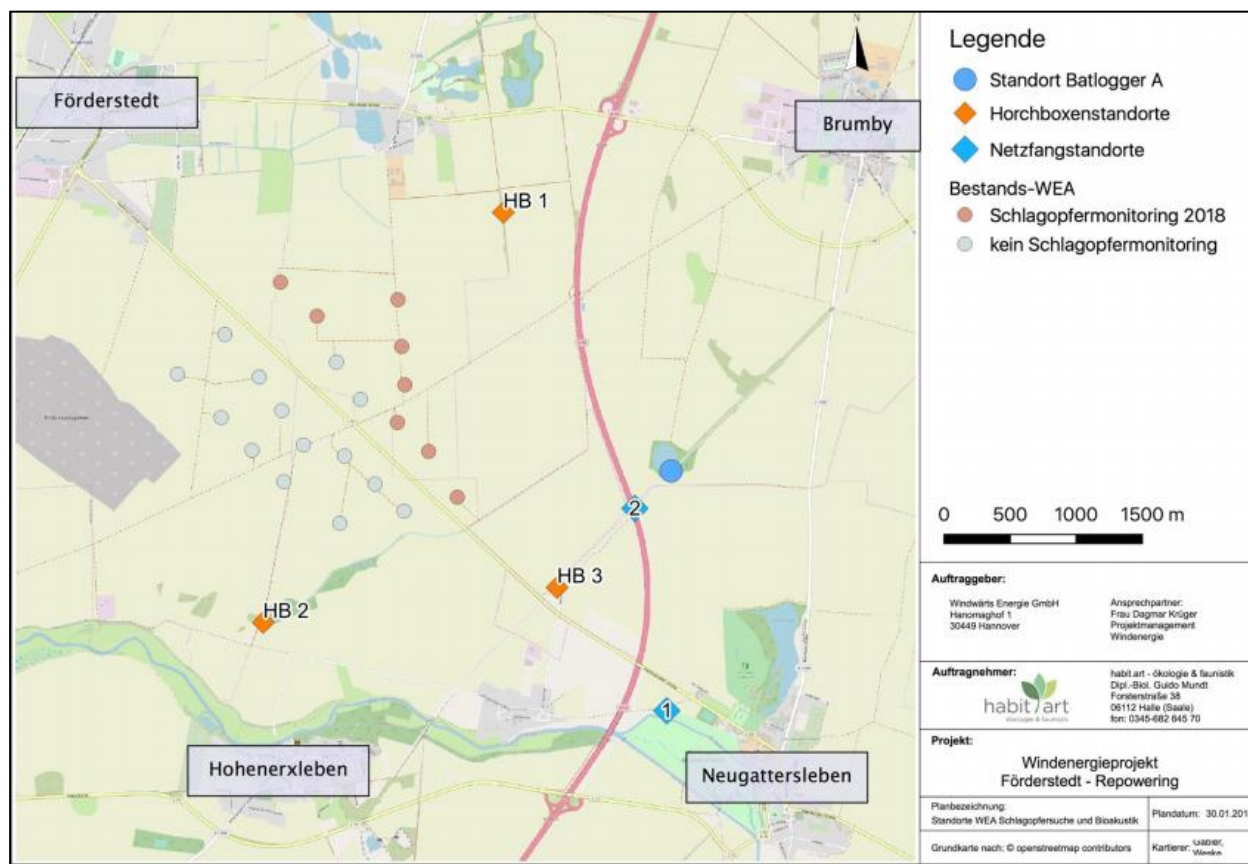 Förderstedt
Brumby
HB 1
2
HB 3
HB 2
1
Hohenerxleben
Neugattersleben
N
Legende
Standort Batlogger A
Horchboxenstandorte
Netzfangstandorte
Bestands-WEA
Schlagopfermonitoring 2018
kein Schlagopfermonitoring
0 500 1000 1500 m
Auftraggeber:
Windwärts Energie GmbH
Hanomaghof 1
30449 Hannover
Ansprechpartner:
Frau Dagmar Krüger
Projektmanagement
Windenergie
Auftragnehmer:
habit.art
ökologie & faunistik
habit.art - ökologie & faunistik
Dipl.-Biol. Guido Mundt
Forsterstraße 38
06112 Halle (Saale)
fon: 0345-682 645 70
Projekt:
Windenergieprojekt
Förderstedt - Repowering
Planbezeichnung:
Standorte WEA Schlagopfersuche und Bioakustik
Plandatum: 30.01.201
Grundkarte nach: © openstreetmap contributors
Kartierer: